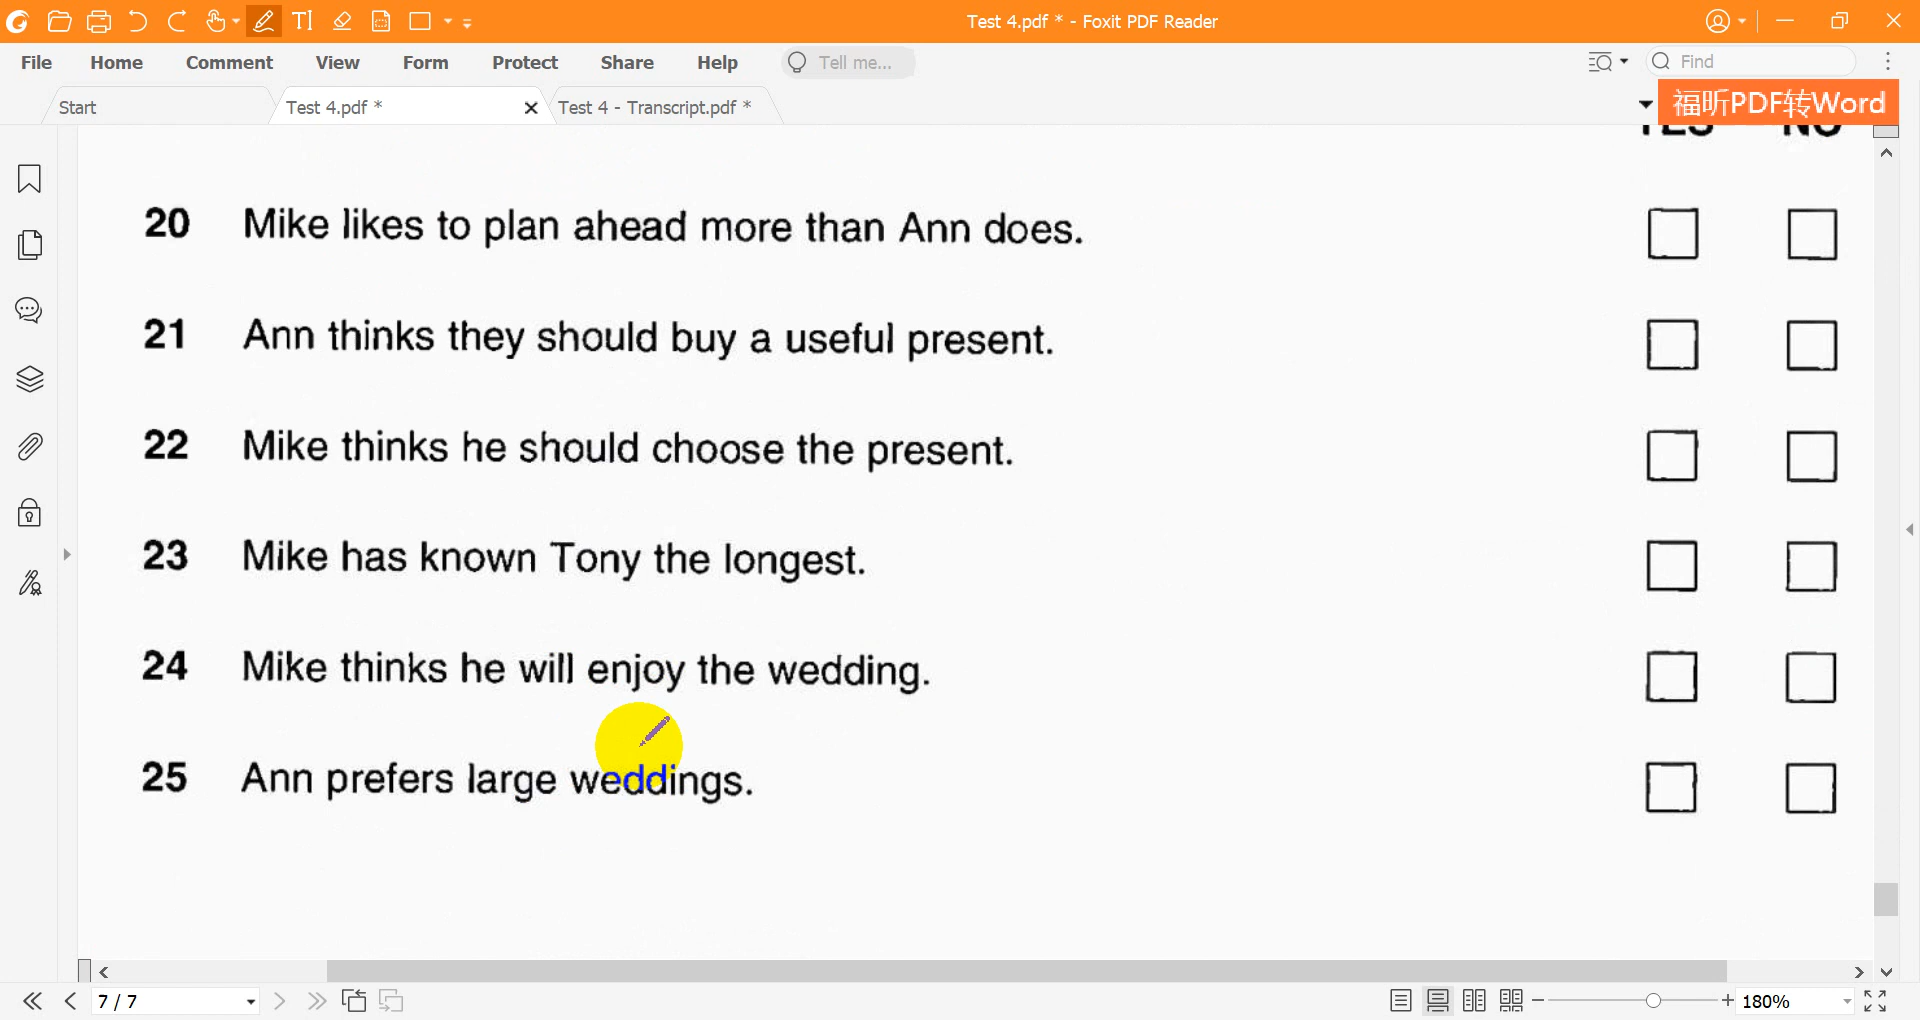 Test 4.pdf * - Foxit PDF Reader
File Home Comment View Form Protect Share Help Tell me... Find
Start Test 4.pdf * Test 4 - Transcript.pdf * 福昕PDF转Word
YES NO
20 Mike likes to plan ahead more than Ann does.
21 Ann thinks they should buy a useful present.
22 Mike thinks he should choose the present.
23 Mike has known Tony the longest.
24 Mike thinks he will enjoy the wedding.
25 Ann prefers large weddings.
7 / 7 180%